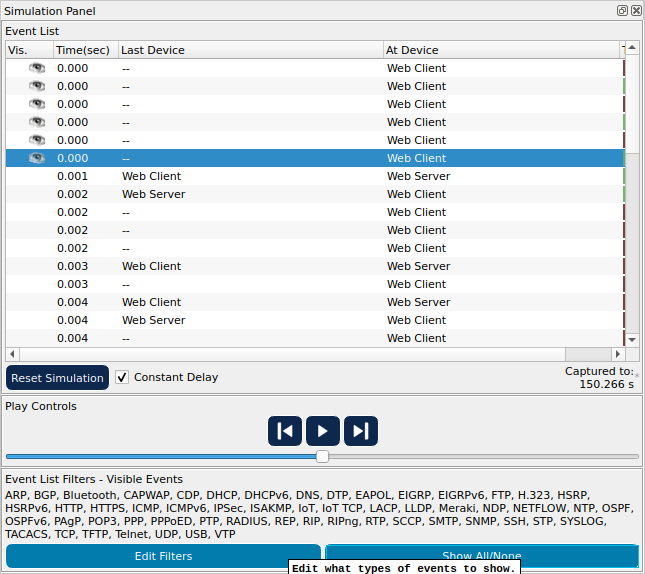 Simulation Panel
Event List
Vis. Time(sec) Last Device At Device
0.000 -- Web Client
0.000 -- Web Client
0.000 -- Web Client
0.000 -- Web Client
0.000 -- Web Client
0.000 -- Web Client
0.001 Web Client Web Server
0.002 Web Server Web Client
0.002 -- Web Client
0.002 -- Web Client
0.002 -- Web Client
0.003 Web Client Web Server
0.003 -- Web Client
0.004 Web Client Web Server
0.004 Web Server Web Client
0.004 -- Web Client
Reset Simulation Constant Delay Captured to:
150.266 s
Play Controls
Event List Filters - Visible Events
ARP, BGP, Bluetooth, CAPWAP, CDP, DHCP, DHCPv6, DNS, DTP, EAPOL, EIGRP, EIGRPv6, FTP, H.323, HSRP,
HSRPv6, HTTP, HTTPS, ICMP, ICMPv6, IPSec, ISAKMP, IoT, IoT TCP, LACP, LLDP, Meraki, NDP, NETFLOW, NTP, OSPF,
OSPFv6, PAgP, POP3, PPP, PPPoED, PTP, RADIUS, REP, RIP, RIPng, RTP, SCCP, SMTP, SNMP, SSH, STP, SYSLOG,
TACACS, TCP, TFTP, Telnet, UDP, USB, VTP
Edit Filters Show All/None
Edit what types of events to show.